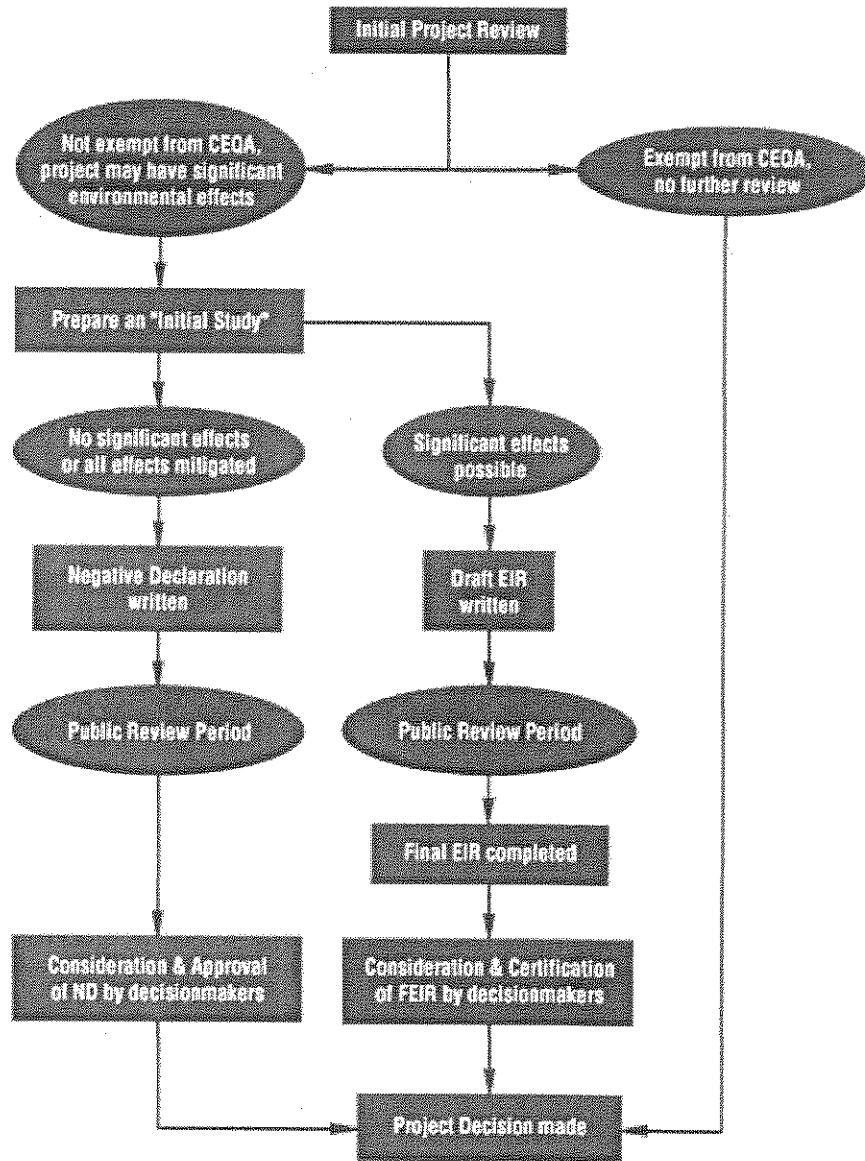 Initial Project Review
Not exempt from CEQA,
project may have significant
environmental effects
Exempt from CEQA,
no further review
Prepare an "Initial Study"
No significant effects
or all effects mitigated
Significant effects
possible
Negative Declaration
written
Draft EIR
written
Public Review Period
Public Review Period
Final EIR completed
Consideration & Approval
of ND by decisionmakers
Consideration & Certification
of FEIR by decisionmakers
Project Decision made